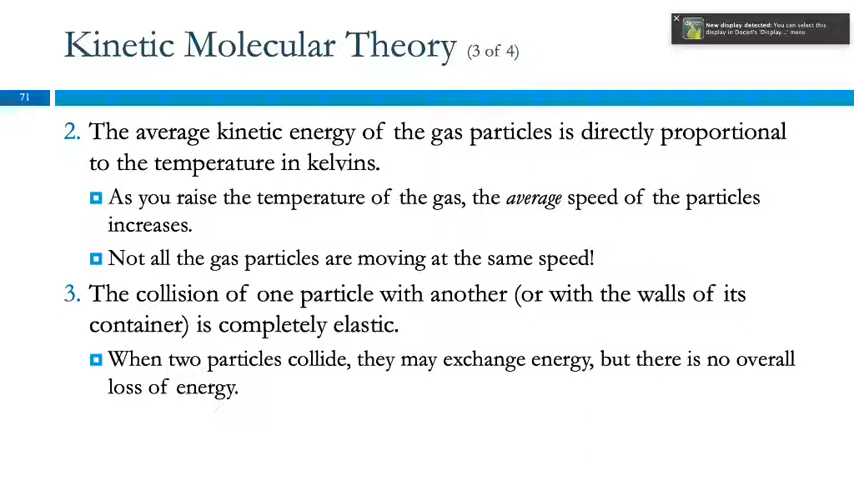 Kinetic Molecular Theory (3 of 4)
New display detected: You can select this
display in Doceri's 'Display...' menu
71
2. The average kinetic energy of the gas particles is directly proportional
to the temperature in kelvins.
As you raise the temperature of the gas, the average speed of the particles
increases.
Not all the gas particles are moving at the same speed!
3. The collision of one particle with another (or with the walls of its
container) is completely elastic.
When two particles collide, they may exchange energy, but there is no overall
loss of energy.